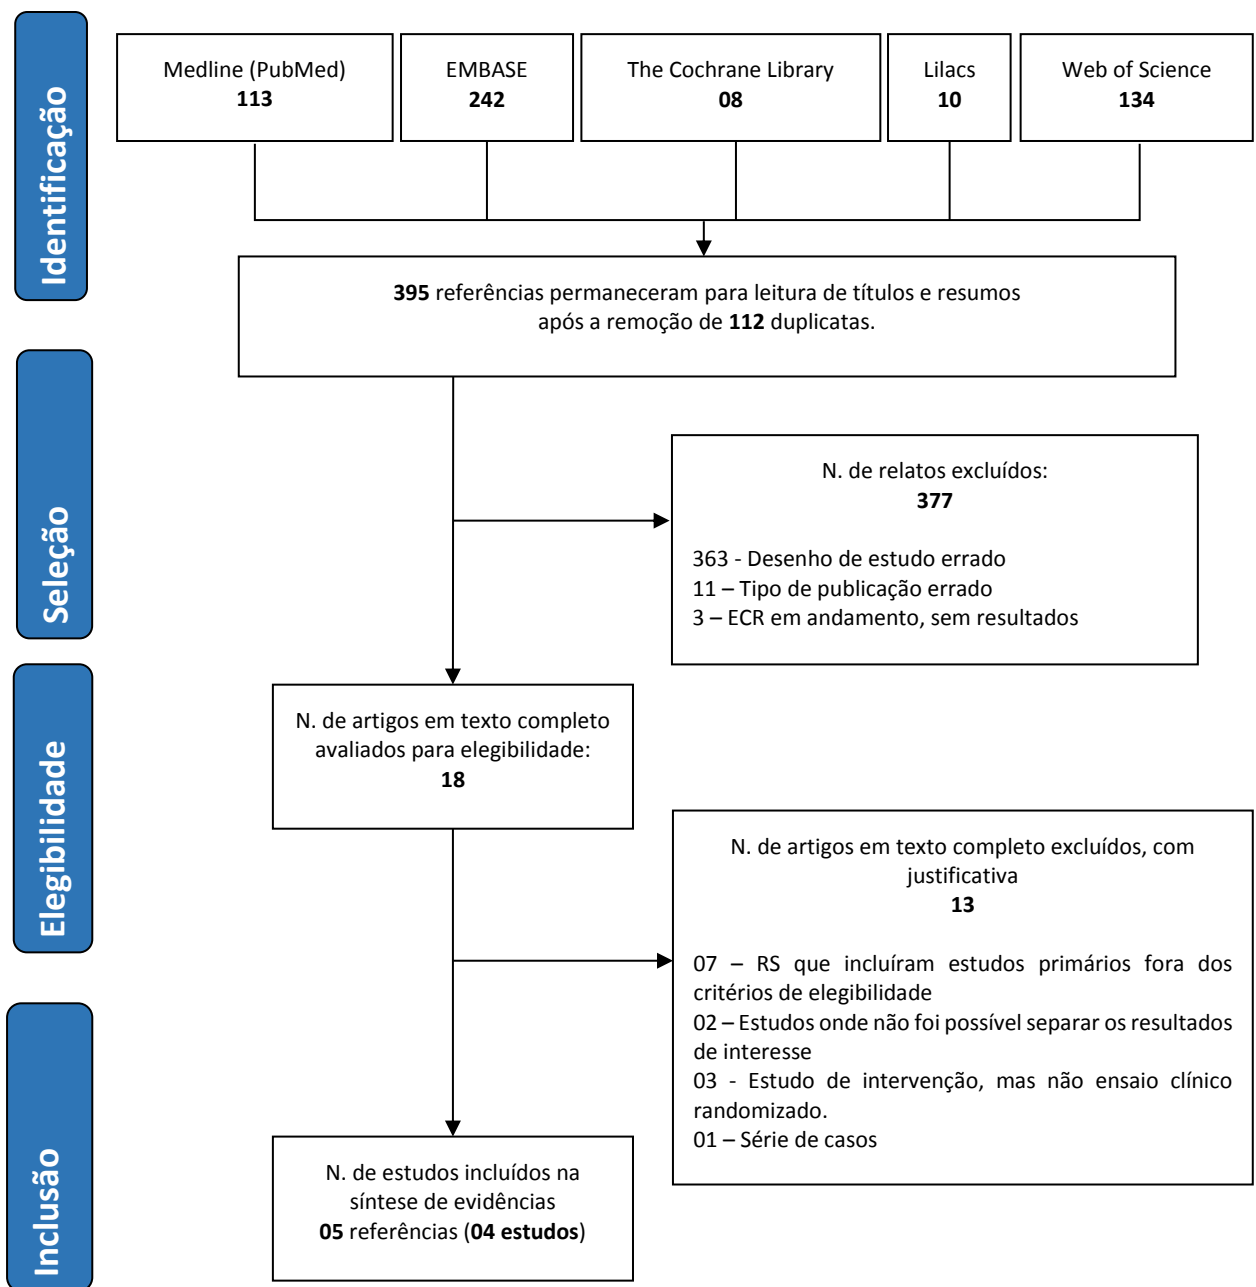 Identificação
Medline (PubMed)
113
EMBASE
242
The Cochrane Library
08
Lilacs
10
Web of Science
134
395 referências permaneceram para leitura de títulos e resumos
após a remoção de 112 duplicatas.
Seleção
N. de relatos excluídos:
377
363 - Desenho de estudo errado
11 – Tipo de publicação errado
3 – ECR em andamento, sem resultados
Elegibilidade
N. de artigos em texto completo
avaliados para elegibilidade:
18
N. de artigos em texto completo excluídos, com
justificativa
13
07 – RS que incluíram estudos primários fora dos
critérios de elegibilidade
02 – Estudos onde não foi possível separar os resultados
de interesse
03 - Estudo de intervenção, mas não ensaio clínico
randomizado.
01 – Série de casos
Inclusão
N. de estudos incluídos na
síntese de evidências
05 referências (04 estudos)